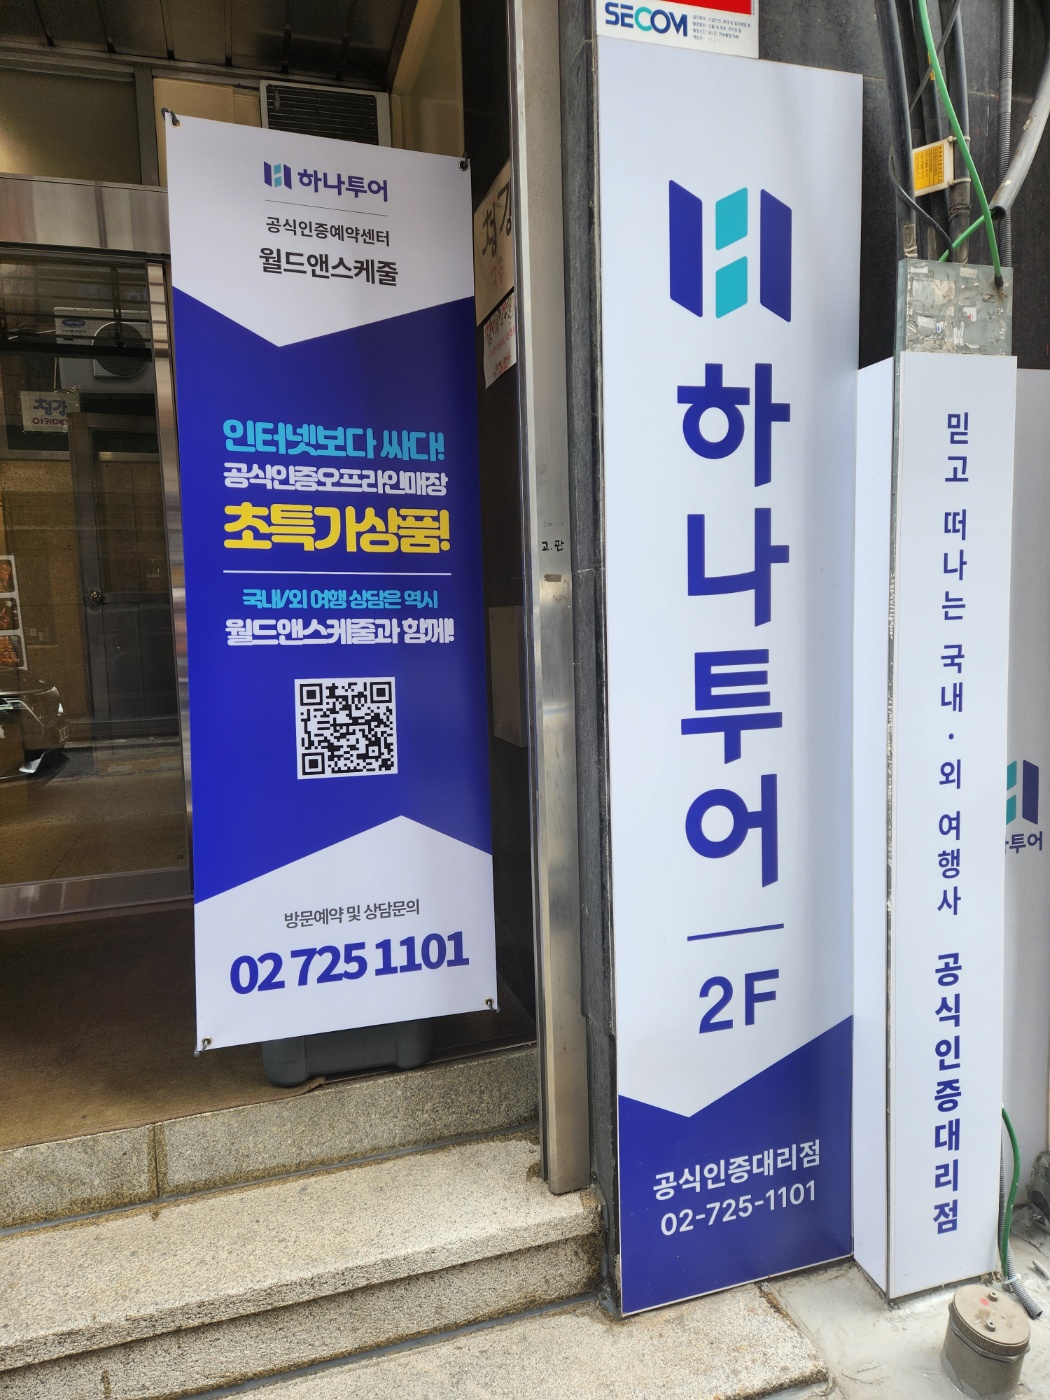 하나투어
공식인증예약센터
월드앤스케줄
인터넷보다 싸다!
공식인증오프라인매장
초특가상품!
국내/외 여행 상담은 역시
월드앤스케줄과 함께!
방문예약 및 상담문의
02 725 1101
SECOM
하나투어
2F
공식인증대리점
02-725-1101
믿고 떠나는 국내·외 여행사 공식인증대리점
투어